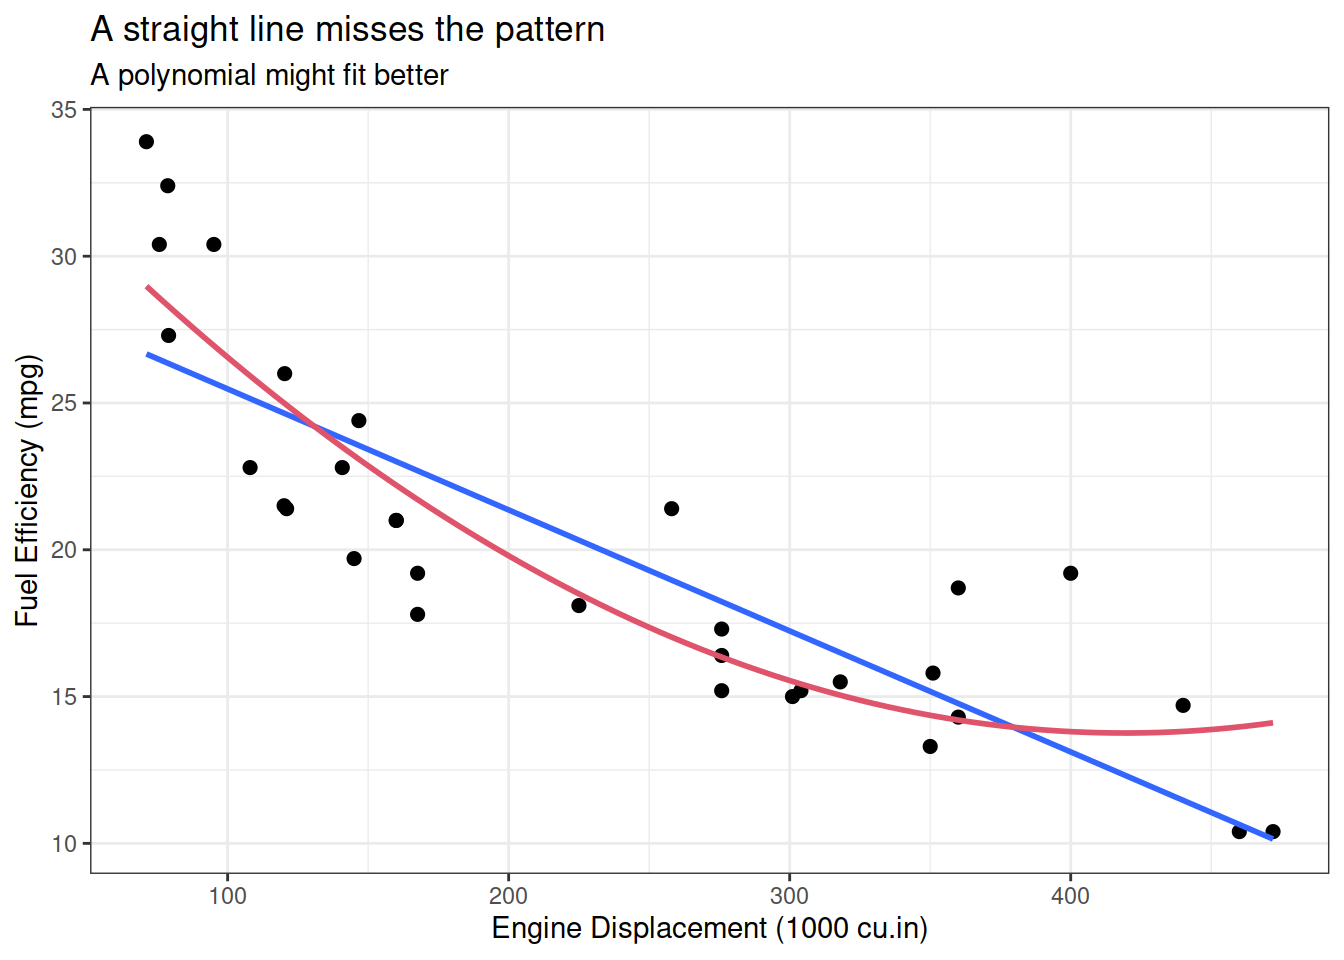 A straight line misses the pattern
A polynomial might fit better
35
30
25
20
15
10
Fuel Efficiency (mpg)
100 200 300 400
Engine Displacement (1000 cu.in)